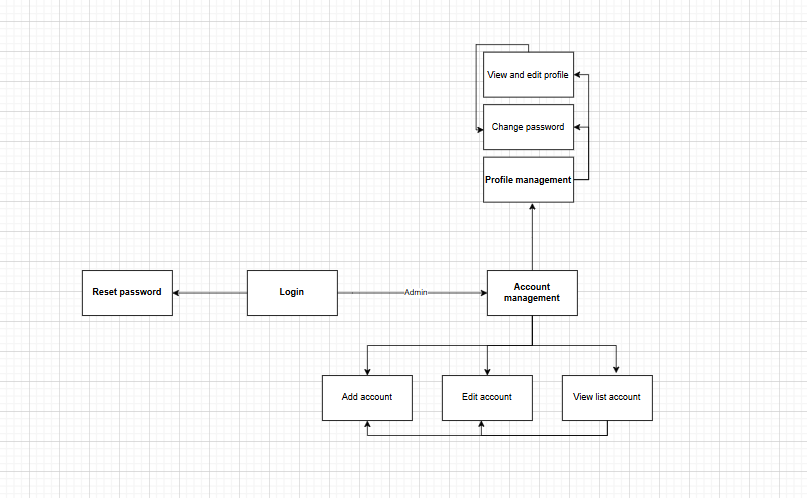 View and edit profile
Change password
Profile management
Reset password
Login
Admin
Account
management
Add account
Edit account
View list account